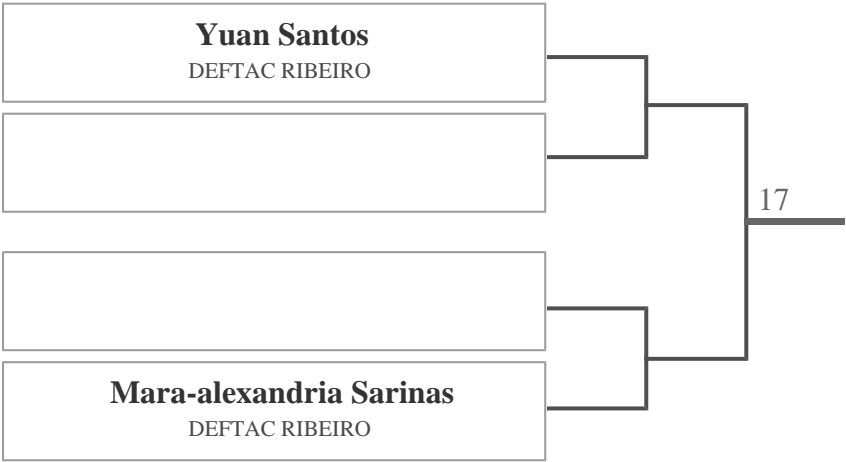 Yuan Santos
DEFTAC RIBEIRO
17
Mara-alexandria Sarinas
DEFTAC RIBEIRO